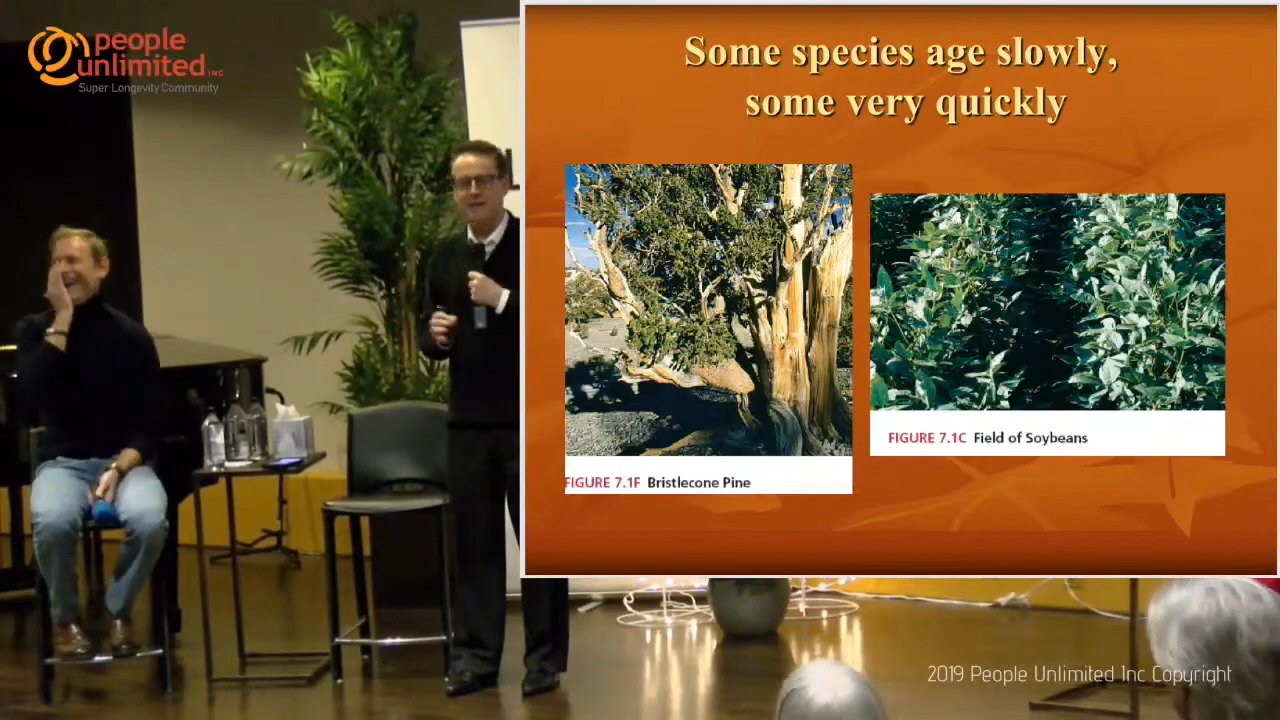 people
unlimited INC
Super Longevity Community
Some species age slowly,
some very quickly
FIGURE 7.1F Bristlecone Pine
FIGURE 7.1C Field of Soybeans
2019 People Unlimited Inc Copyright